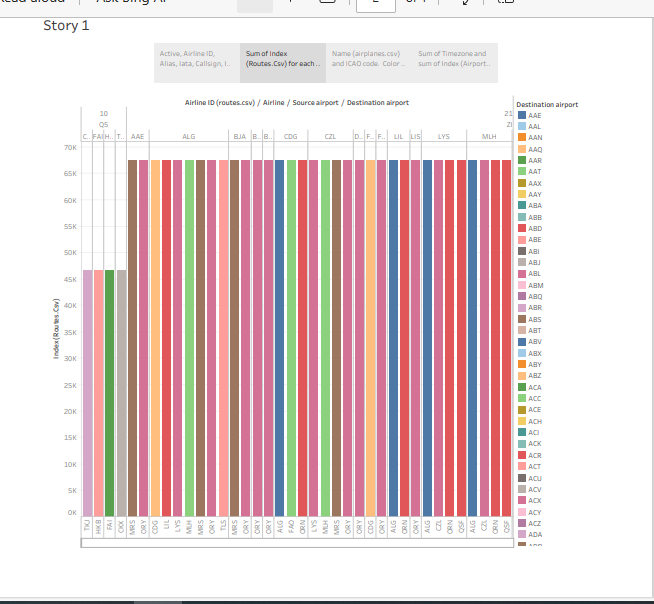 Story 1
Active, Airline ID,
Alias, Iata, Callsign, I..
Sum of Index
(Routes.Csv) for each ..
Name (airplanes.csv)
and ICAO code. Color ..
Sum of Timezone and
sum of Index (Airport..
Airline ID (routes.csv) / Airline / Source airport / Destination airport
10
21
Q5
ZI
C.. FAI H.. T.. AAE ALG BJA B.. B.. CDG CZL D.. F.. F.. LIL LIS LYS MLH
70K
65K
60K
55K
50K
45K
40K
35K
30K
25K
20K
15K
10K
5K
0K
Index (Routes.Csv)
TKJ HKB FAI CKX MRS ORY CDG LIL LYS MLH MRS ORY TLS MRS ORY ORY ORY ALG FAO ORN LYS MLH MRS ORY ORY CDG ORY ALG ORN ORY ALG CZL ORN QSF ALG CZL ORN QSF
Destination airport
AAE
AAL
AAN
AAQ
AAR
AAT
AAX
AAY
ABA
ABB
ABD
ABE
ABI
ABJ
ABL
ABM
ABQ
ABR
ABS
ABT
ABV
ABX
ABY
ABZ
ACA
ACC
ACE
ACH
ACI
ACK
ACR
ACT
ACU
ACV
ACX
ACY
ACZ
ADA